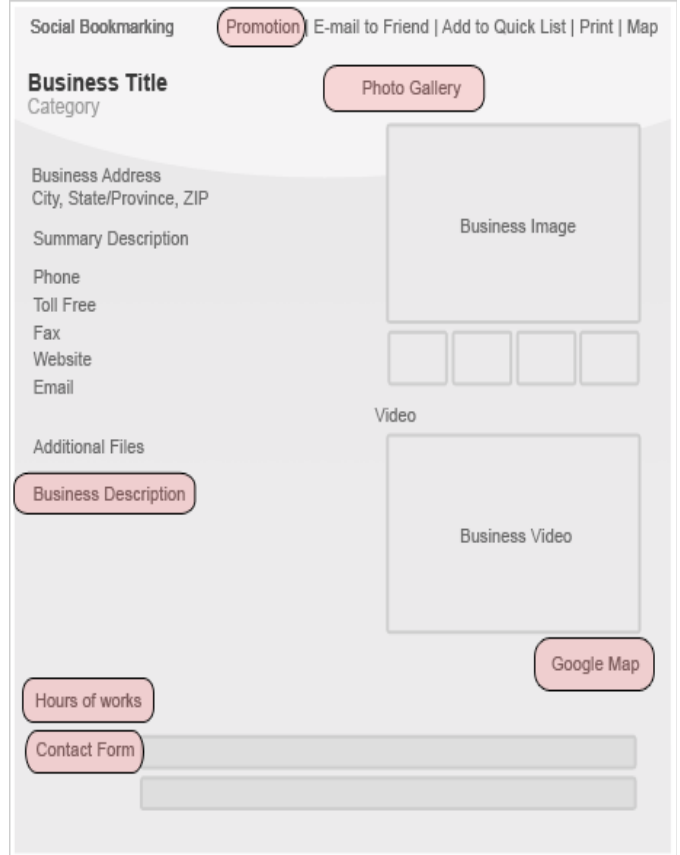 Social Bookmarking Promotion | E-mail to Friend | Add to Quick List | Print | Map
Business Title
Category
Photo Gallery
Business Address
City, State/Province, ZIP
Business Image
Summary Description
Phone
Toll Free
Fax
Website
Email
Video
Additional Files
Business Description
Business Video
Google Map
Hours of works
Contact Form